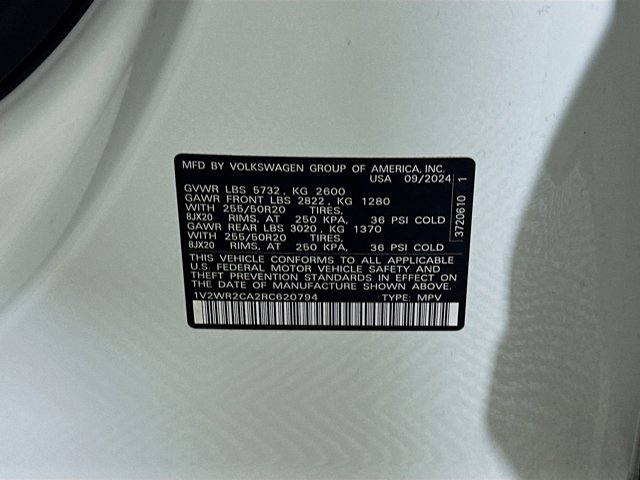 MFD BY VOLKSWAGEN GROUP OF AMERICA, INC.
USA 09/2024
GVWR LBS 5732, KG 2600
GAWR FRONT LBS 2822, KG 1280
WITH 255/50R20 TIRES,
8JX20 RIMS, AT 250 KPA, 36 PSI COLD
GAWR REAR LBS 3020, KG 1370
WITH 255/50R20 TIRES,
8JX20 RIMS, AT 250 KPA, 36 PSI COLD
THIS VEHICLE CONFORMS TO ALL APPLICABLE
U.S. FEDERAL MOTOR VEHICLE SAFETY AND
THEFT PREVENTION STANDARDS IN EFFECT ON
THE DATE OF MANUFACTURE SHOWN ABOVE.
1V2WR2CA2RC620794 TYPE: MPV
3720610 1